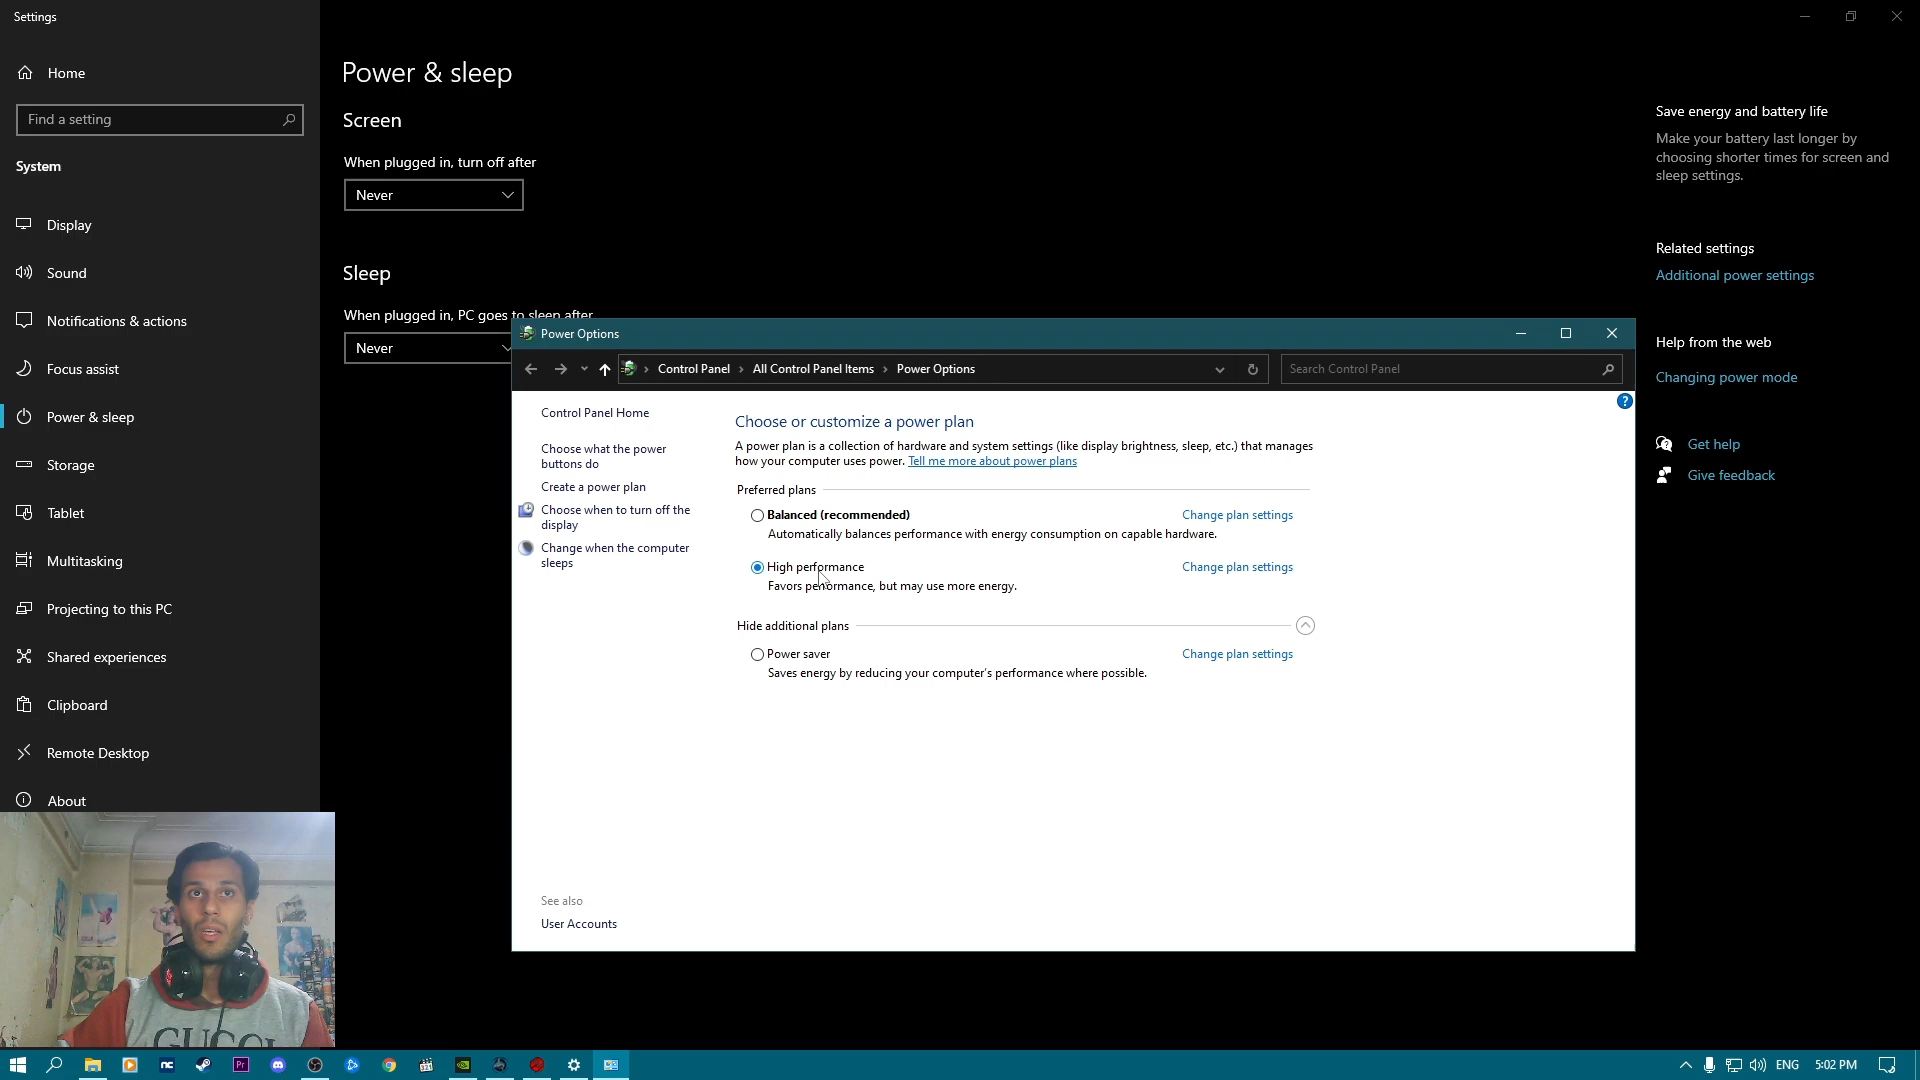 Settings
Home
Find a setting
System
Display
Sound
Notifications & actions
Focus assist
Power & sleep
Storage
Tablet
Multitasking
Projecting to this PC
Shared experiences
Clipboard
Remote Desktop
About
Power & sleep
Screen
When plugged in, turn off after
Never
Sleep
When plugged in, PC goes to sleep after
Never
Save energy and battery life
Make your battery last longer by
choosing shorter times for screen and
sleep settings.
Related settings
Additional power settings
Help from the web
Changing power mode
Get help
Give feedback
Power Options
Control Panel
All Control Panel Items
Power Options
Search Control Panel
Control Panel Home
Choose what the power
buttons do
Create a power plan
Choose when to turn off the
display
Change when the computer
sleeps
See also
User Accounts
Choose or customize a power plan
A power plan is a collection of hardware and system settings (like display brightness, sleep, etc.) that manages
how your computer uses power. Tell me more about power plans
Preferred plans
Balanced (recommended) Change plan settings
Automatically balances performance with energy consumption on capable hardware.
High performance Change plan settings
Favors performance, but may use more energy.
Hide additional plans
Power saver Change plan settings
Saves energy by reducing your computer's performance where possible.
GUCCI
nc
Pr
321
ENG
5:02 PM